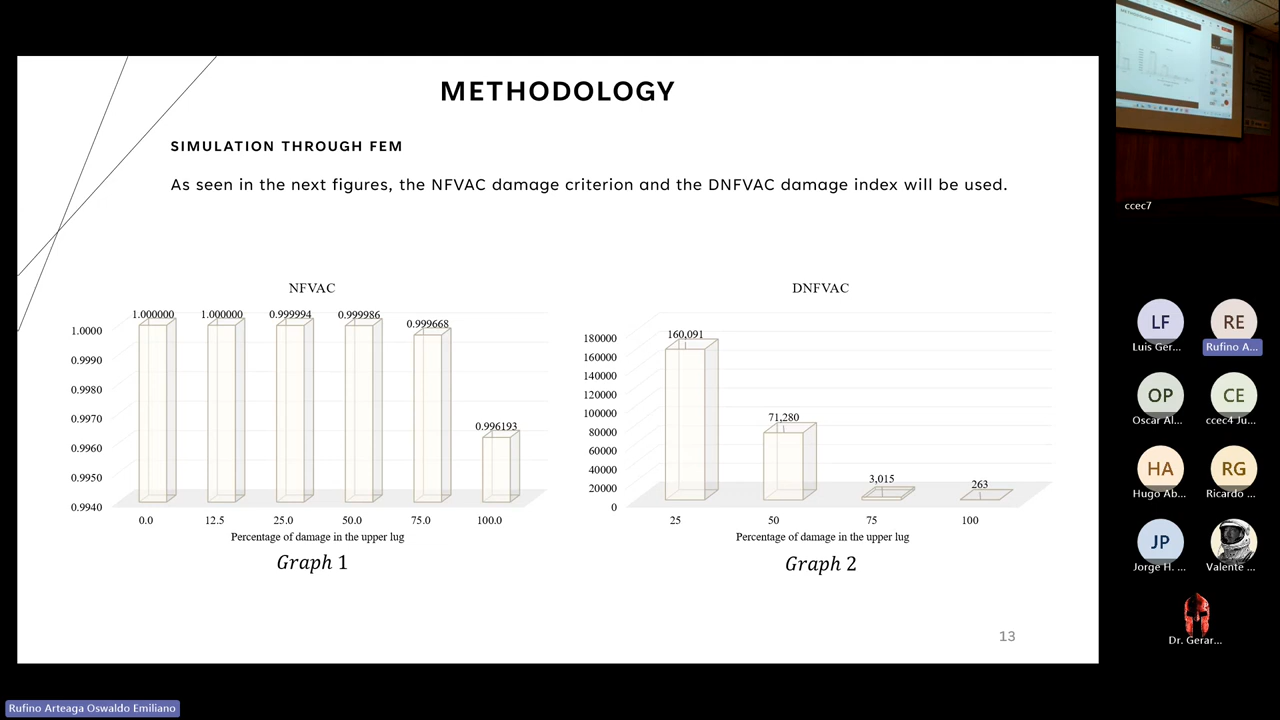 METHODOLOGY
SIMULATION THROUGH FEM
As seen in the next figures, the NFVAC damage criterion and the DNFVAC damage index will be used.
NFVAC
1.000000 1.000000 0.999994 0.999986 0.999668 0.996193
1.0000
0.9990
0.9980
0.9970
0.9960
0.9950
0.9940
0.0 12.5 25.0 50.0 75.0 100.0
Percentage of damage in the upper lug
Graph 1
DNFVAC
160,091 71,280 3,015 263
180000
160000
140000
120000
100000
80000
60000
40000
20000
0
25 50 75 100
Percentage of damage in the upper lug
Graph 2
13
ccec7
LF RE
Luis Ger... Rufino A...
OP CE
Oscar Al... ccec4 Ju...
HA RG
Hugo Ab... Ricardo ...
JP
Jorge H. ... Valente ...
Dr. Gerar...
Rufino Arteaga Oswaldo Emiliano